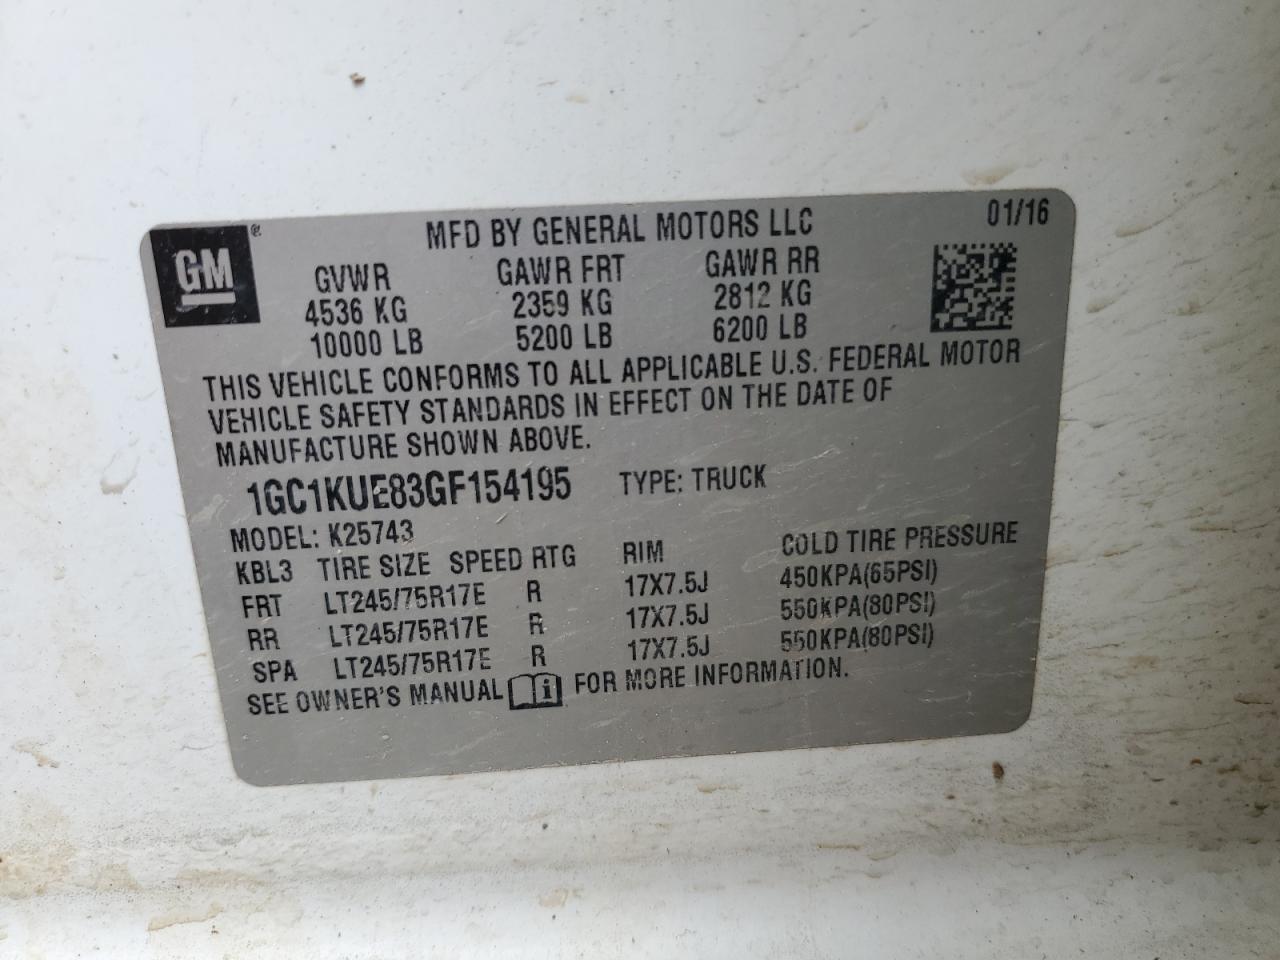 GM®
MFD BY GENERAL MOTORS LLC 01/16
GVWR GAWR FRT GAWR RR
4536 KG 2359 KG 2812 KG
10000 LB 5200 LB 6200 LB
THIS VEHICLE CONFORMS TO ALL APPLICABLE U.S. FEDERAL MOTOR
VEHICLE SAFETY STANDARDS IN EFFECT ON THE DATE OF
MANUFACTURE SHOWN ABOVE.
1GC1KUE83GF154195 TYPE: TRUCK
MODEL: K25743
KBL3 TIRE SIZE SPEED RTG RIM COLD TIRE PRESSURE
FRT LT245/75R17E R 17X7.5J 450KPA(65PSI)
RR LT245/75R17E R 17X7.5J 550KPA(80PSI)
SPA LT245/75R17E R 17X7.5J 550KPA(80PSI)
SEE OWNER'S MANUAL i FOR MORE INFORMATION.